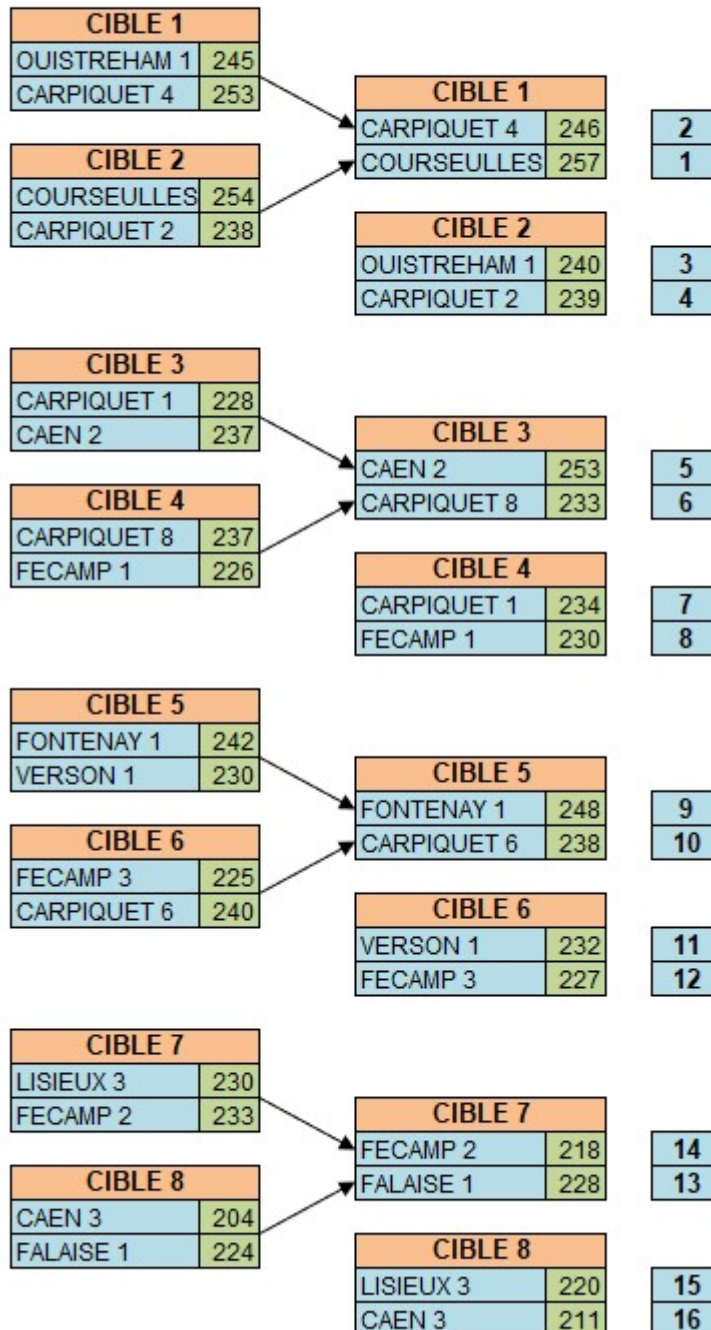 CIBLE 1
OUISTREHAM 1 245
CARPIQUET 4 253
CIBLE 2
COURSEULLES 254
CARPIQUET 2 238
CIBLE 1
CARPIQUET 4 246 2
COURSEULLES 257 1
CIBLE 2
OUISTREHAM 1 240 3
CARPIQUET 2 239 4
CIBLE 3
CARPIQUET 1 228
CAEN 2 237
CIBLE 4
CARPIQUET 8 237
FECAMP 1 226
CIBLE 3
CAEN 2 253 5
CARPIQUET 8 233 6
CIBLE 4
CARPIQUET 1 234 7
FECAMP 1 230 8
CIBLE 5
FONTENAY 1 242
VERSON 1 230
CIBLE 6
FECAMP 3 225
CARPIQUET 6 240
CIBLE 5
FONTENAY 1 248 9
CARPIQUET 6 238 10
CIBLE 6
VERSON 1 232 11
FECAMP 3 227 12
CIBLE 7
LISIEUX 3 230
FECAMP 2 233
CIBLE 8
CAEN 3 204
FALAISE 1 224
CIBLE 7
FECAMP 2 218 14
FALAISE 1 228 13
CIBLE 8
LISIEUX 3 220 15
CAEN 3 211 16